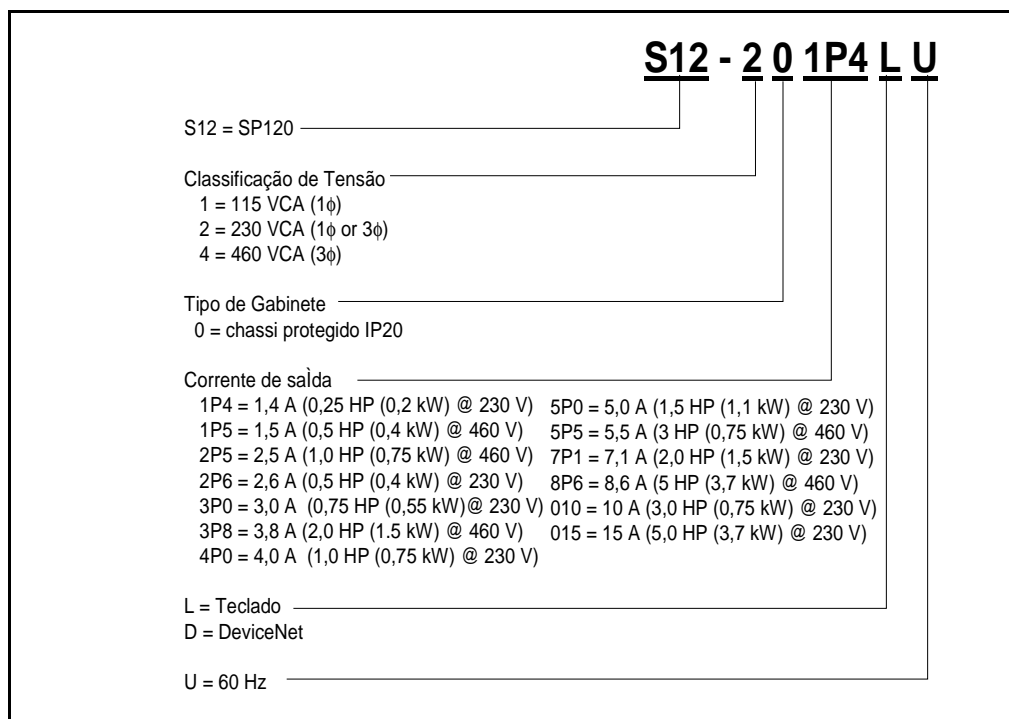 S12 - 2 0 1P4 L U
S12 = SP120
Classificação de Tensão
1 = 115 VCA (1ϕ)
2 = 230 VCA (1ϕ or 3ϕ)
4 = 460 VCA (3ϕ)
Tipo de Gabinete
0 = chassi protegido IP20
Corrente de saÌda
1P4 = 1,4 A (0,25 HP (0,2 kW) @ 230 V)
1P5 = 1,5 A (0,5 HP (0,4 kW) @ 460 V)
2P5 = 2,5 A (1,0 HP (0,75 kW) @ 460 V)
2P6 = 2,6 A (0,5 HP (0,4 kW) @ 230 V)
3P0 = 3,0 A (0,75 HP (0,55 kW)@ 230 V)
3P8 = 3,8 A (2,0 HP (1.5 kW) @ 460 V)
4P0 = 4,0 A (1,0 HP (0,75 kW) @ 230 V)
5P0 = 5,0 A (1,5 HP (1,1 kW) @ 230 V)
5P5 = 5,5 A (3 HP (0,75 kW) @ 460 V)
7P1 = 7,1 A (2,0 HP (1,5 kW) @ 230 V)
8P6 = 8,6 A (5 HP (3,7 kW) @ 460 V)
010 = 10 A (3,0 HP (0,75 kW) @ 230 V)
015 = 15 A (5,0 HP (3,7 kW) @ 230 V)
L = Teclado
D = DeviceNet
U = 60 Hz